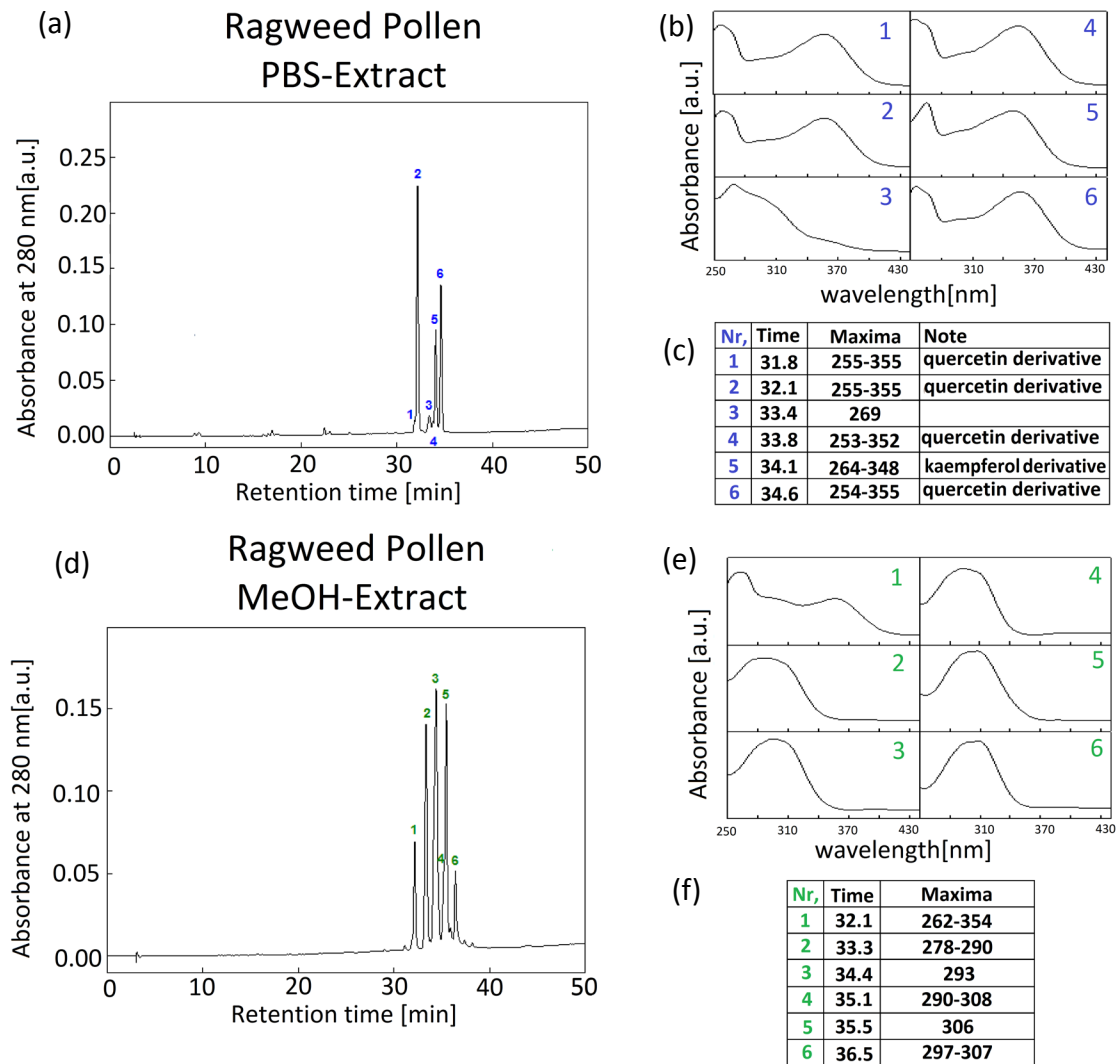 (a)
Ragweed Pollen
PBS-Extract
Absorbance at 280 nm[a.u.]
0.25
0.20
0.15
0.10
0.05
0.00
2
6
5
3
1
4
0 10 20 30 40 50
Retention time [min]
(b)
Absorbance [a.u.]
1 4
2 5
3 6
250 310 370 430 310 370 430
wavelength[nm]
(c)
Nr, Time Maxima Note
1 31.8 255-355 quercetin derivative
2 32.1 255-355 quercetin derivative
3 33.4 269
4 33.8 253-352 quercetin derivative
5 34.1 264-348 kaempferol derivative
6 34.6 254-355 quercetin derivative
(d)
Ragweed Pollen
MeOH-Extract
Absorbance at 280 nm[a.u.]
0.15
0.10
0.05
0.00
3
5
2
1
4
6
0 10 20 30 40 50
Retention time [min]
(e)
Absorbance [a.u.]
1 4
2 5
3 6
250 310 370 430 310 370 430
wavelength[nm]
(f)
Nr, Time Maxima
1 32.1 262-354
2 33.3 278-290
3 34.4 293
4 35.1 290-308
5 35.5 306
6 36.5 297-307